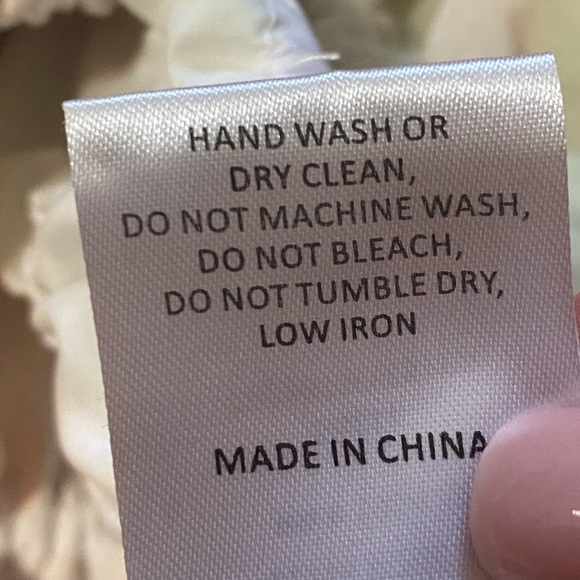 HAND WASH OR
DRY CLEAN,
DO NOT MACHINE WASH,
DO NOT BLEACH,
DO NOT TUMBLE DRY,
LOW IRON
MADE IN CHINA